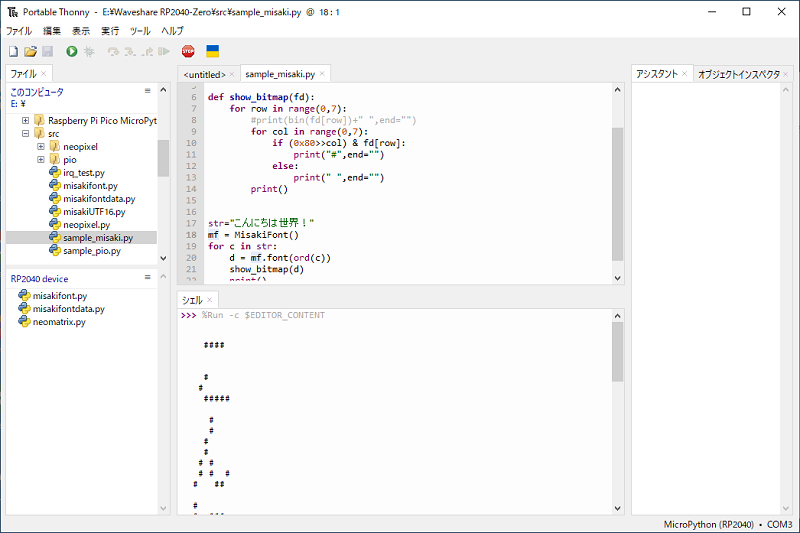 Portable Thonny - E:¥Waveshare RP2040-Zero¥src¥sample_misaki.py @ 18 : 1
ファイル 編集 表示 実行 ツール ヘルプ
STOP
ファイル
このコンピュータ
E: ¥
Raspberry Pi Pico MicroPyt
src
neopixel
pio
irq_test.py
misakifont.py
misakifontdata.py
misakiUTF16.py
neopixel.py
sample_misaki.py
sample_pio.py
RP2040 device
misakifont.py
misakifontdata.py
neomatrix.py
<untitled> sample_misaki.py
5
6 def show_bitmap(fd):
7     for row in range(0,7):
8         #print(bin(fd[row])+" ",end="")
9         for col in range(0,7):
10             if (0x80>>col) & fd[row]:
11                 print("#",end="")
12             else:
13                 print(" ",end="")
14         print()
15
16
17 str="こんにちは世界！"
18 mf = MisakiFont()
19 for c in str:
20     d = mf.font(ord(c))
21     show_bitmap(d)
22     print()
シェル
>>> %Run -c $EDITOR_CONTENT
    ####
    #
   #
    #####
     #
     #
    #
    #
   # #
   # #  #
  #   ##
  #
  #  ###
アシスタント オブジェクトインスペクタ
MicroPython (RP2040) • COM3